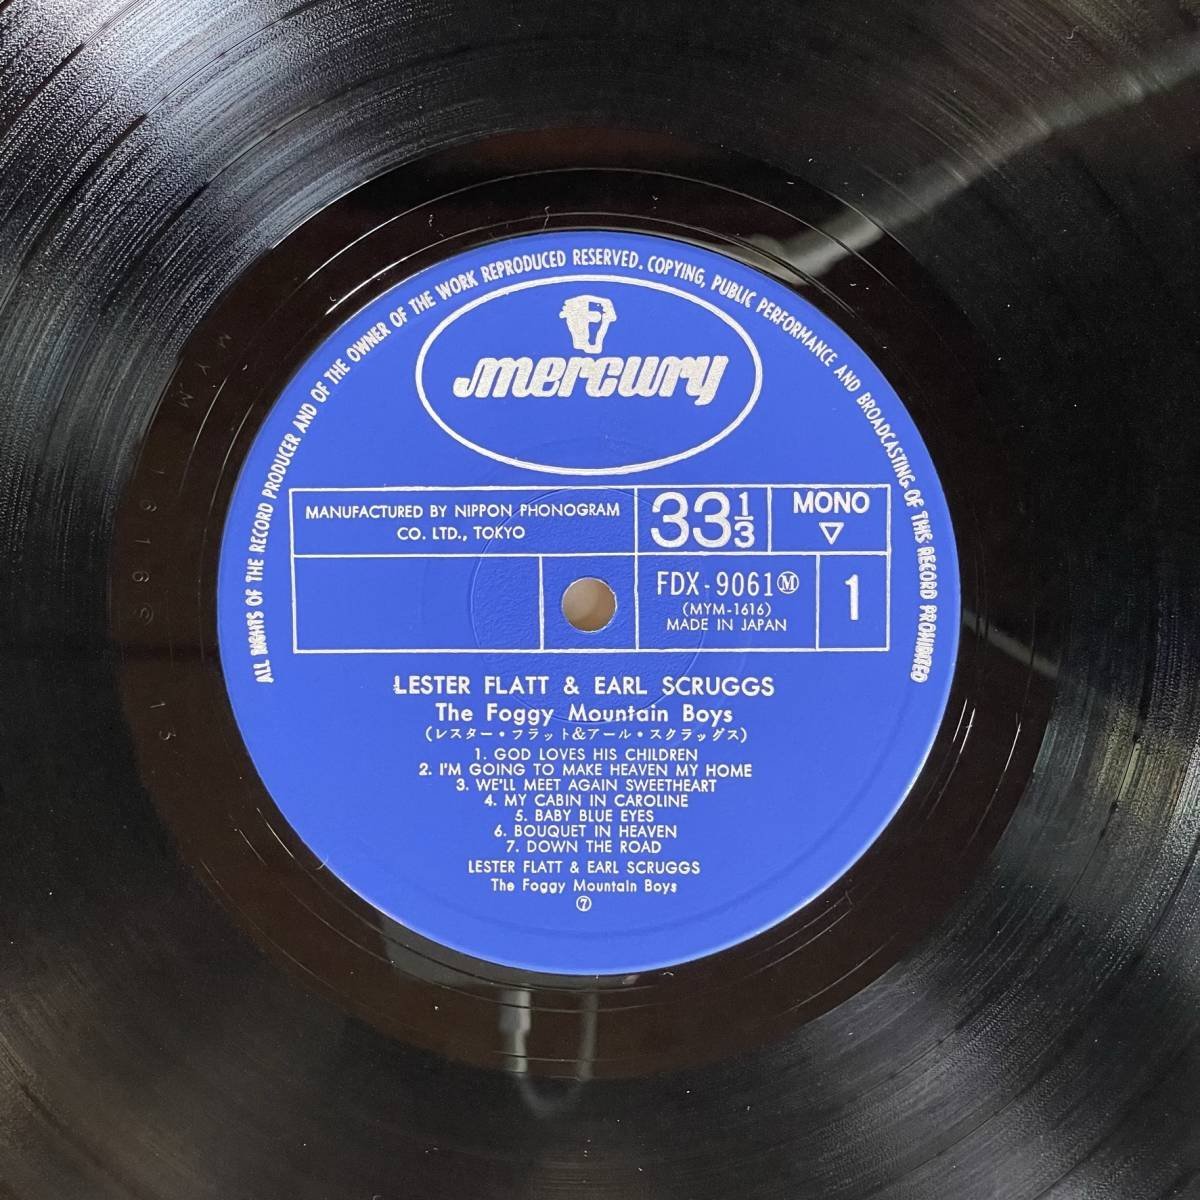 ALL RIGHTS OF THE RECORD PRODUCER AND OF THE OWNER OF THE WORK REPRODUCED RESERVED. COPYING, PUBLIC PERFORMANCE AND BROADCASTING OF THIS RECORD PROHIBITED
mercury
MANUFACTURED BY NIPPON PHONOGRAM
CO. LTD., TOKYO
33 1/3
MONO
▽
FDX-9061 Ⓜ
(MYM-1616)
MADE IN JAPAN
1
LESTER FLATT & EARL SCRUGGS
The Foggy Mountain Boys
(レスター・フラット&アール・スクラッグス)
1. GOD LOVES HIS CHILDREN
2. I'M GOING TO MAKE HEAVEN MY HOME
3. WE'LL MEET AGAIN SWEETHEART
4. MY CABIN IN CAROLINE
5. BABY BLUE EYES
6. BOUQUET IN HEAVEN
7. DOWN THE ROAD
LESTER FLATT & EARL SCRUGGS
The Foggy Mountain Boys
⑦